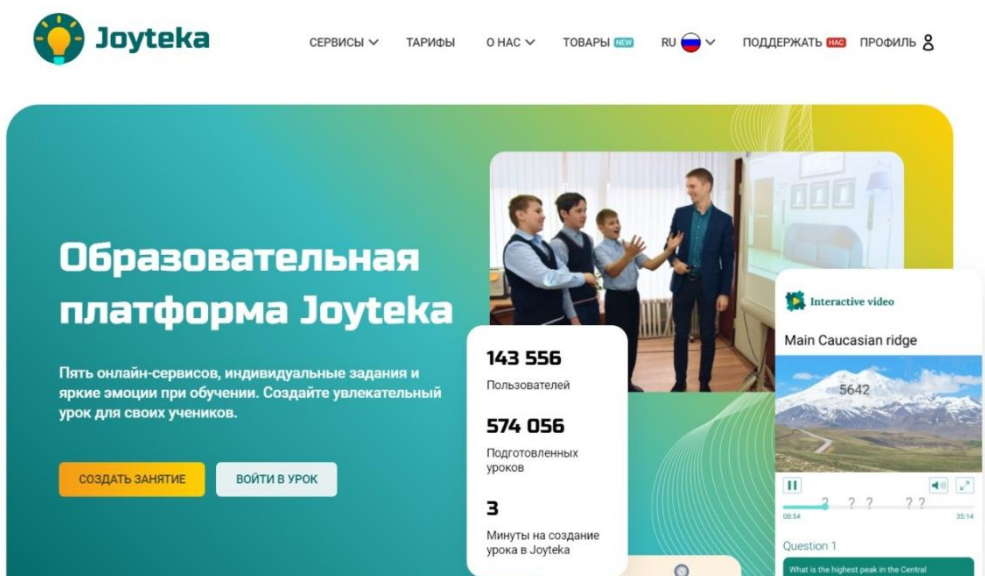 Joyteka
СЕРВИСЫ ТАРИФЫ О НАС ТОВАРЫ NEW RU ПОДДЕРЖАТЬ НАС ПРОФИЛЬ
Образовательная
платформа Joyteka
Пять онлайн-сервисов, индивидуальные задания и
яркие эмоции при обучении. Создайте увлекательный
урок для своих учеников.
СОЗДАТЬ ЗАНЯТИЕ ВОЙТИ В УРОК
143 556
Пользователей
574 056
Подготовленных
уроков
3
Минуты на создание
урока в Joyteka
Interactive video
Main Caucasian ridge
5642
? ? ? ? ?
08:54 35:14
Question 1
What is the highest peak in the Central